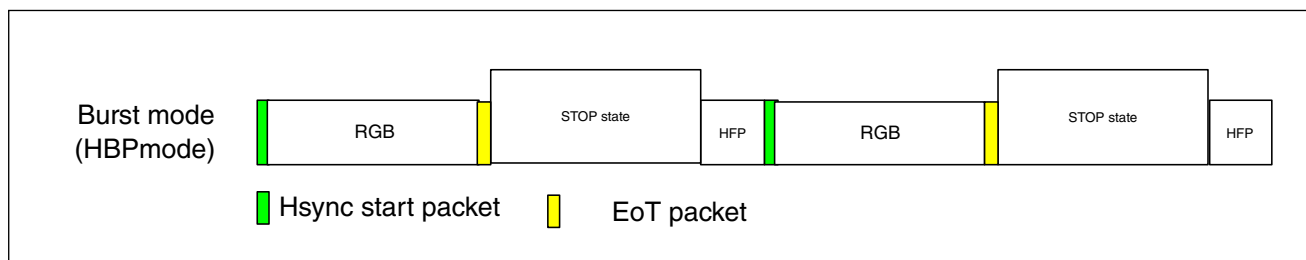 Burst mode
(HBPmode)
RGB
STOP state
HFP
RGB
STOP state
HFP
Hsync start packet
EoT packet